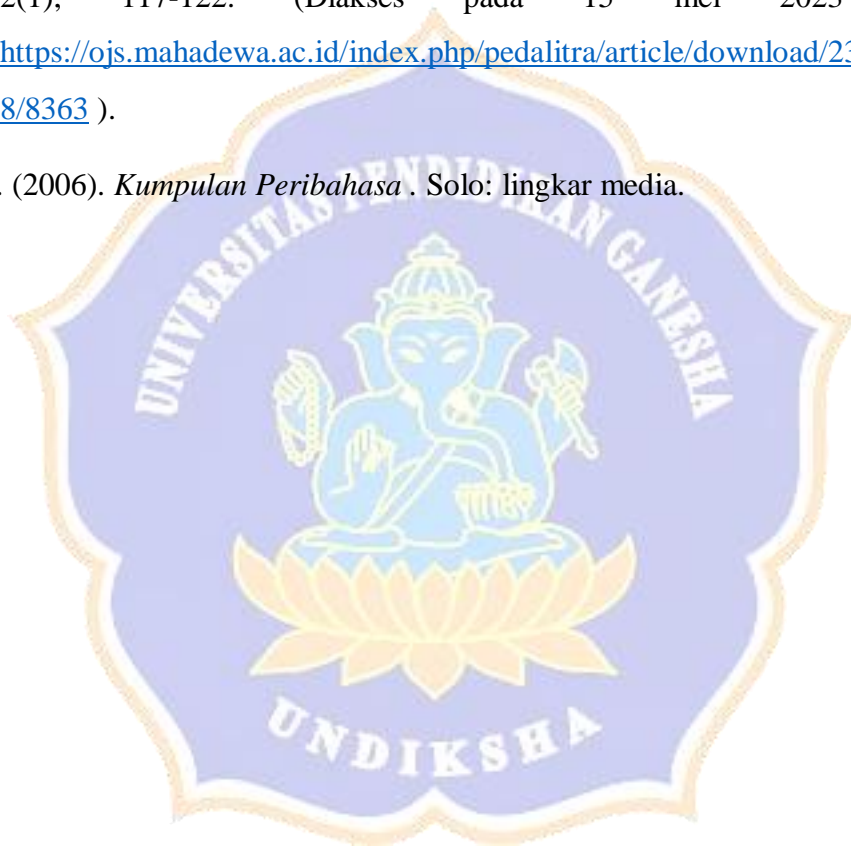 2(1), 117-122. (Diakses pada 15 mei 2023
https://ojs.mahadewa.ac.id/index.php/pedalitra/article/download/23
8/8363 ).
. (2006). Kumpulan Peribahasa . Solo: lingkar media.
UNIVERSITAS PENDIDIKAN GANESHA
UNDIKSHA